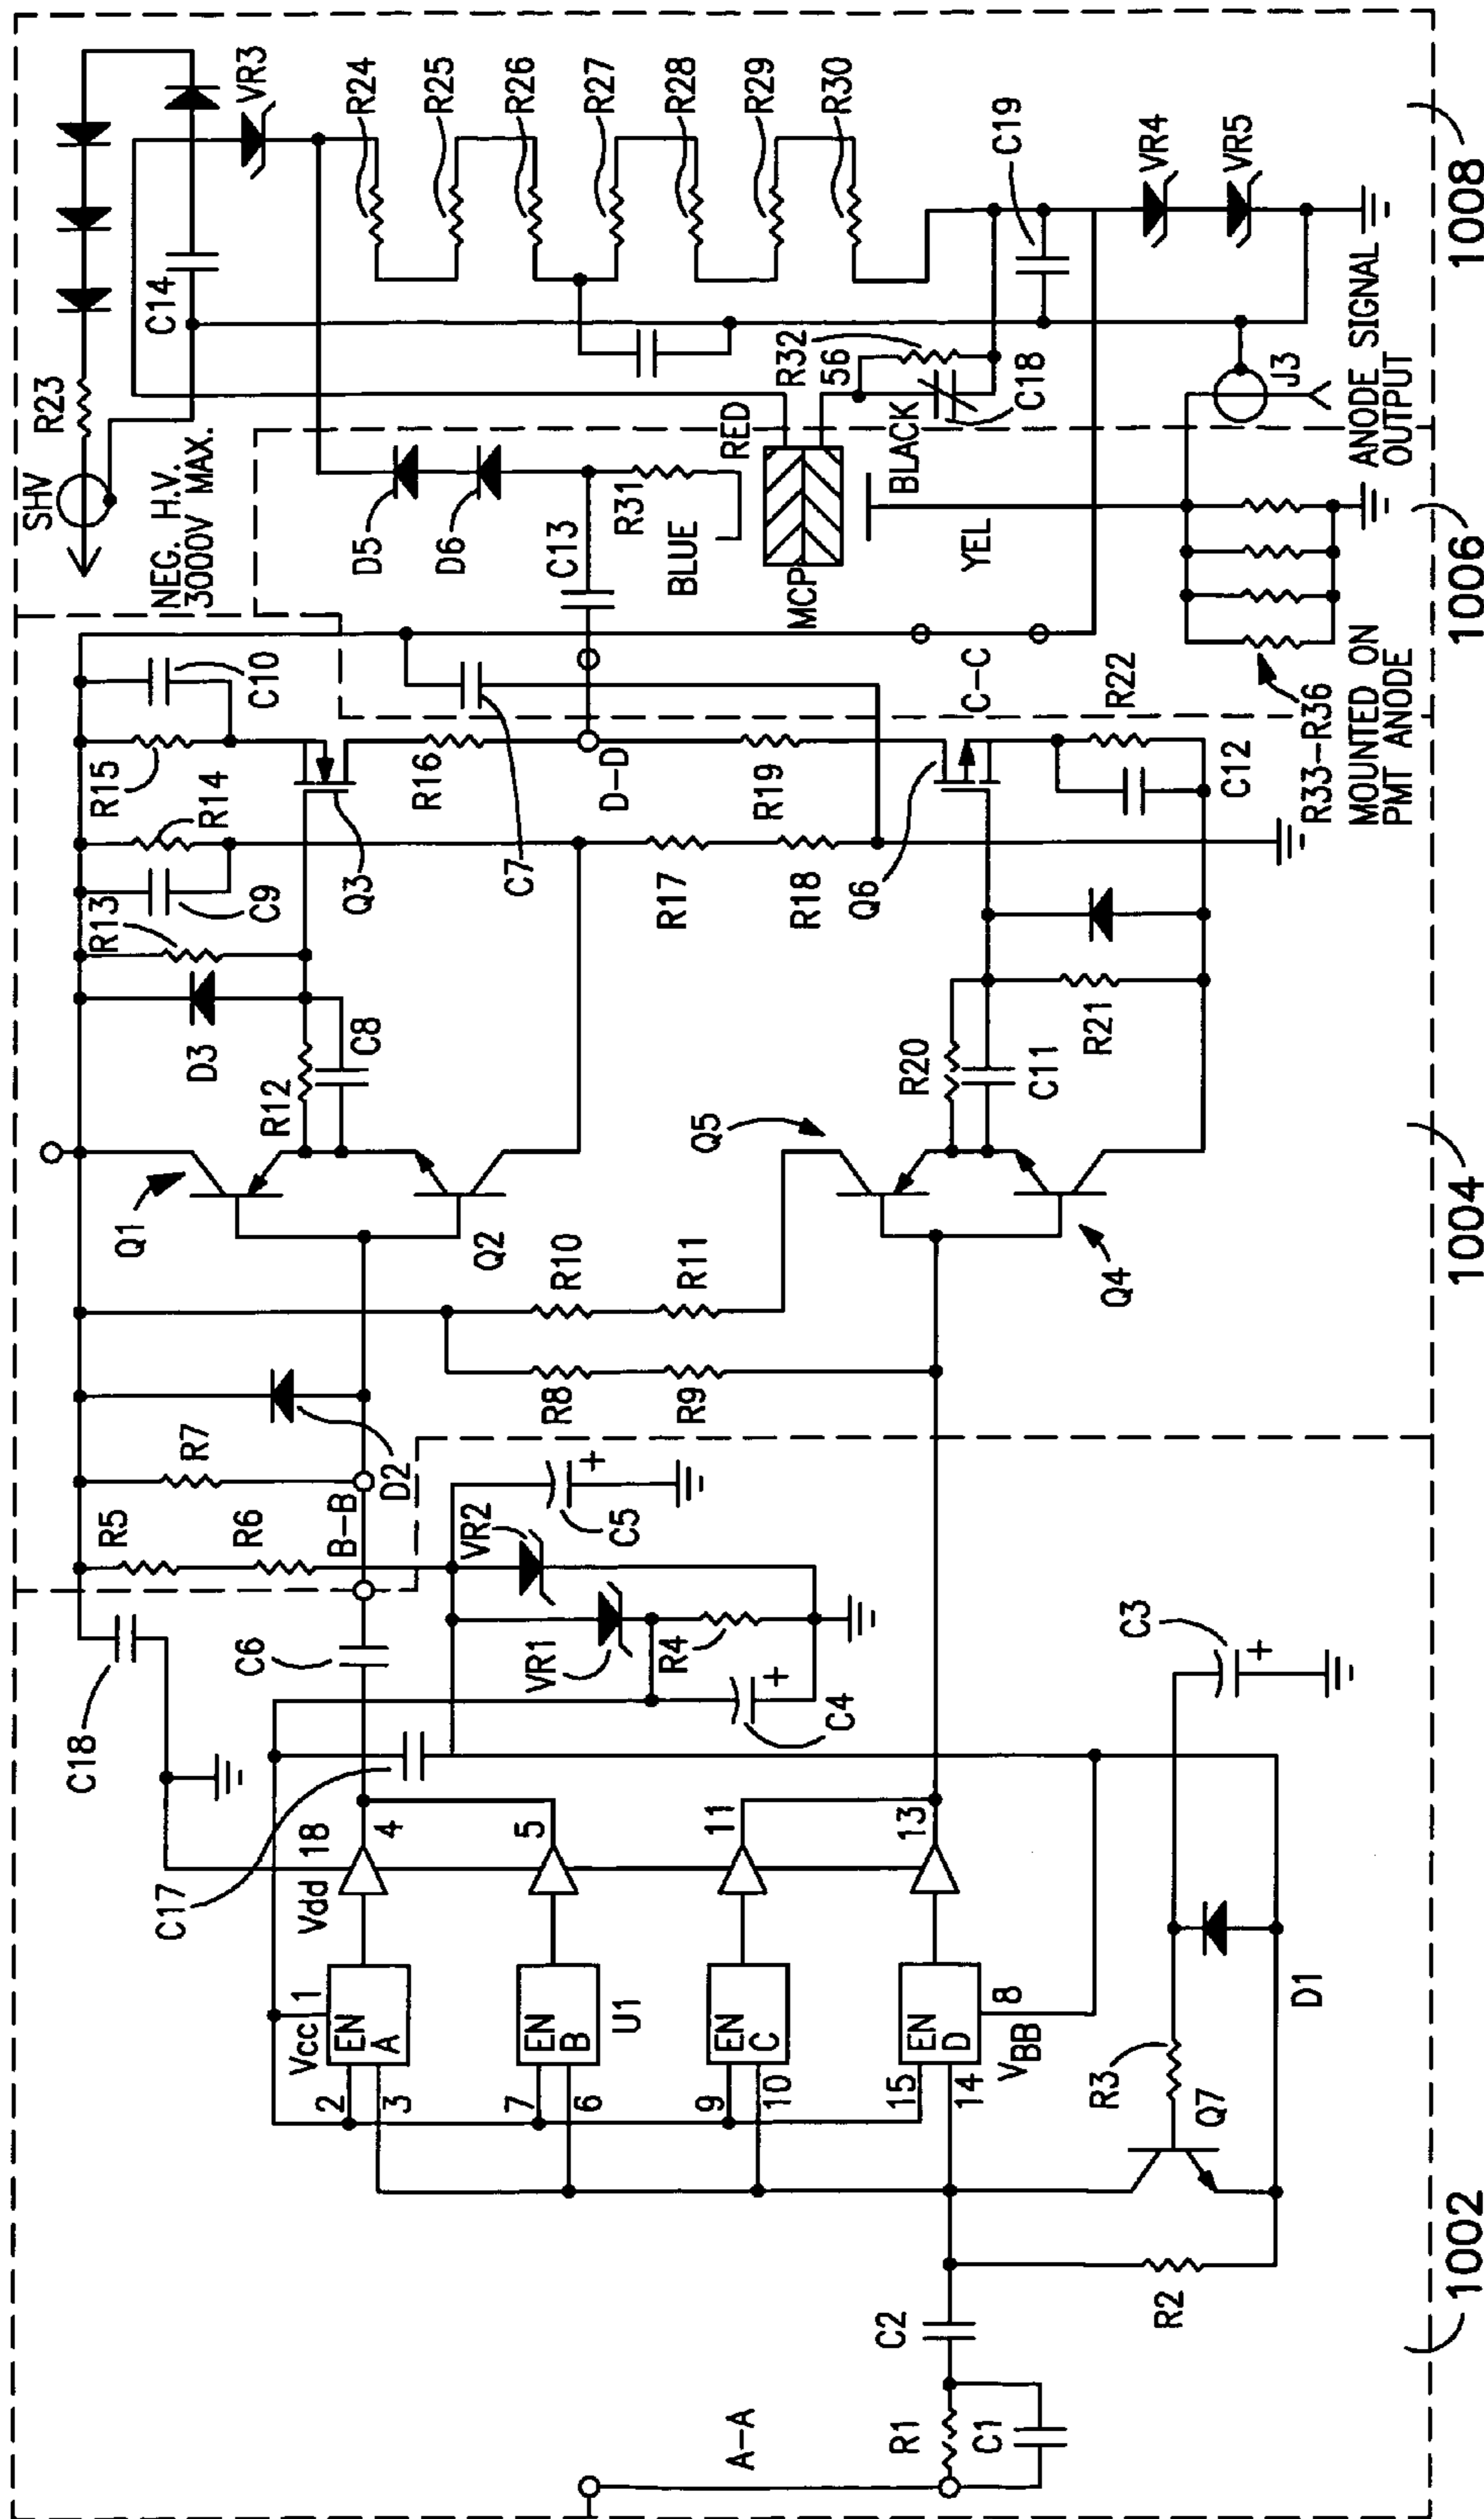 SHV
NEG. H.V.
3000V MAX.
R23
C14
VR3
R24
R25
R26
R27
R28
R29
R30
C19
VR4
VR5
R32
56
C18
J3
ANODE SIGNAL
OUTPUT
1008
D5
D6
C13
R31
BLUE
RED
MCP
BLACK
YEL
R33-R36
MOUNTED ON
PMT ANODE
1006
C10
R15
R14
C9
R13
D3
R12
C8
Q3
R16
C7
D-D
R17
R18
R19
C-C
Q6
R22
C12
R20
C11
R21
Q1
Q2
Q5
Q4
R10
R11
R8
R9
R7
D2
R5
R6
B-B
1004
C18
C6
VR2
C5
+
VR1
R4
C4
+
C3
+
C17
Vdd 18
4
5
11
13
Vcc 1
EN
A
2
3
EN
B
U1
7
6
EN
C
9
10
EN
D
15
14
8
VBB
R3
Q7
D1
R2
C2
R1
C1
A-A
1002